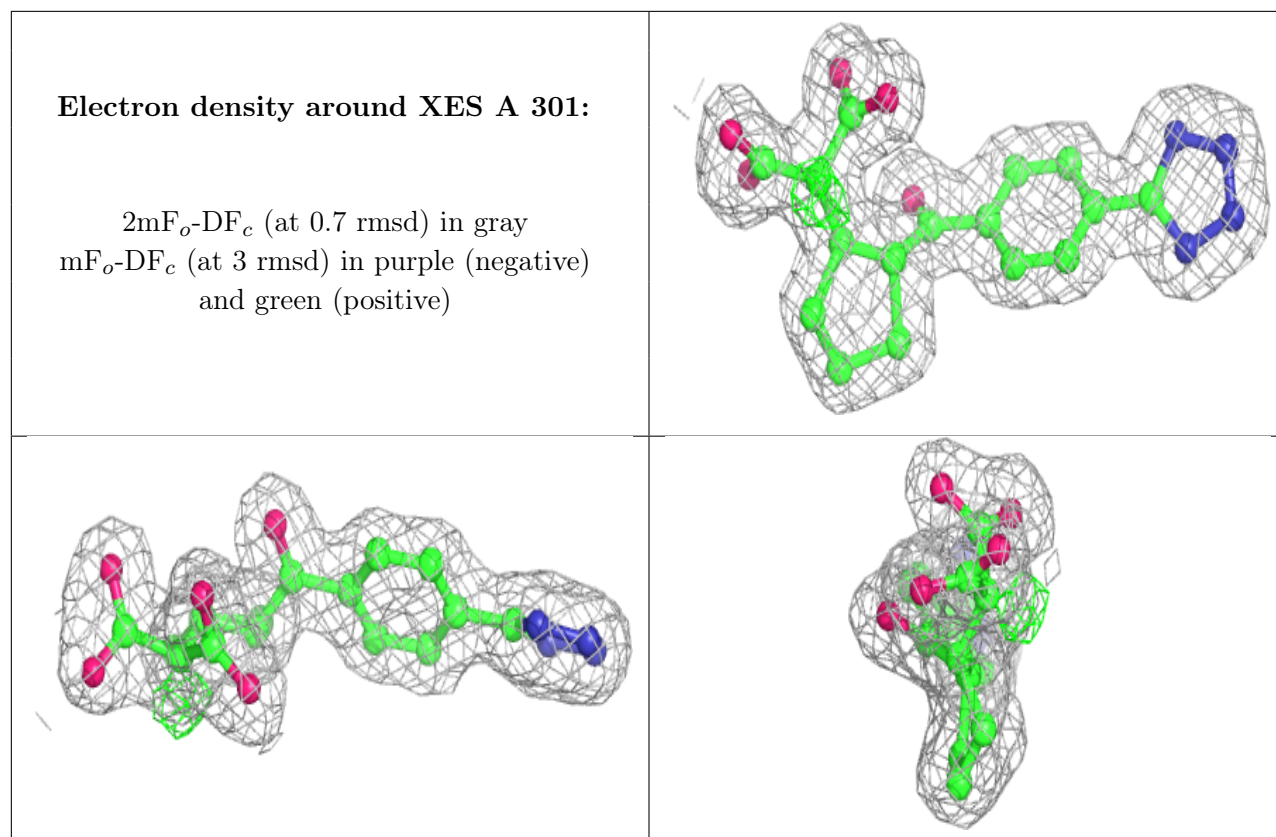 Electron density around XES A 301:
2mFₒ-DF𝒸 (at 0.7 rmsd) in gray
mFₒ-DF𝒸 (at 3 rmsd) in purple (negative)
and green (positive)